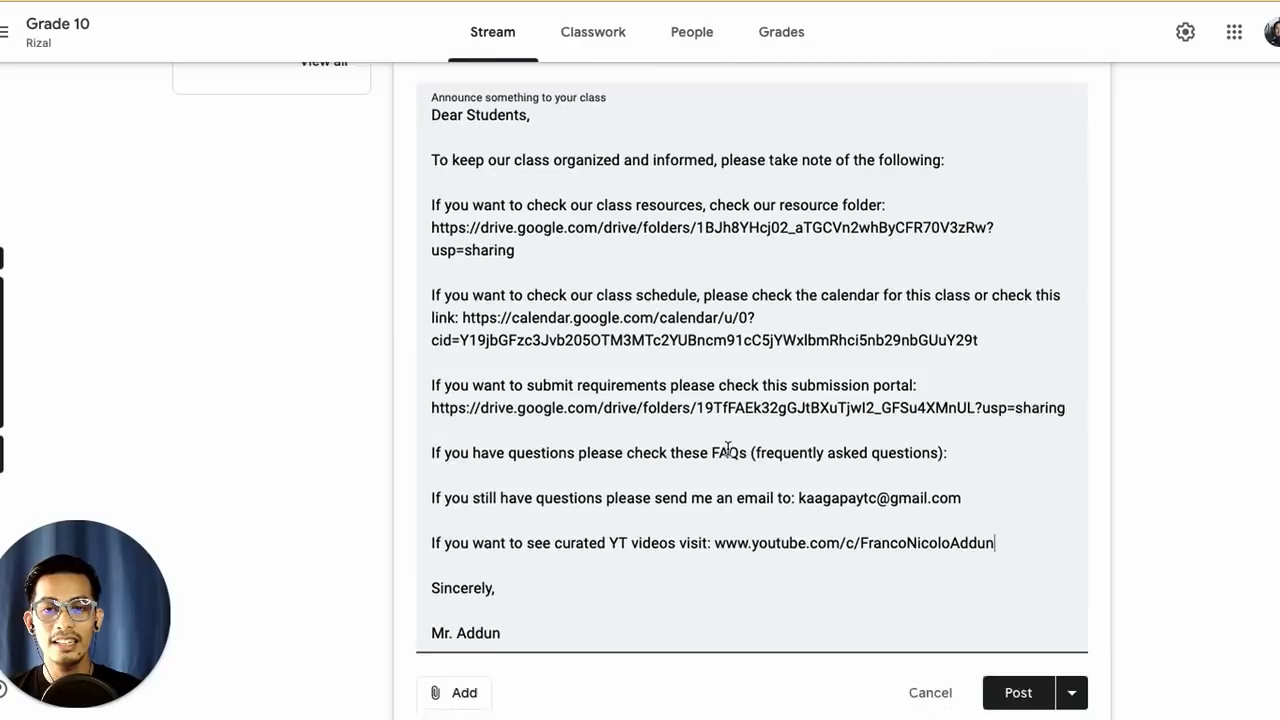 Grade 10
Rizal
Stream
Classwork
People
Grades
View all
Announce something to your class
Dear Students,
To keep our class organized and informed, please take note of the following:
If you want to check our class resources, check our resource folder:
https://drive.google.com/drive/folders/1BJh8YHcj02_aTGCVn2whByCFR70V3zRw?
usp=sharing
If you want to check our class schedule, please check the calendar for this class or check this
link: https://calendar.google.com/calendar/u/0?
cid=Y19jbGFzc3Jvb205OTM3MTc2YUBncm91cC5jYWxlbmRhci5nb29nbGUuY29t
If you want to submit requirements please check this submission portal:
https://drive.google.com/drive/folders/19TfFAEk32gGJtBXuTjwI2_GFSu4XMnUL?usp=sharing
If you have questions please check these FAQs (frequently asked questions):
If you still have questions please send me an email to: kaagapaytc@gmail.com
If you want to see curated YT videos visit: www.youtube.com/c/FrancoNicoloAddun
Sincerely,
Mr. Addun
Add
Cancel
Post